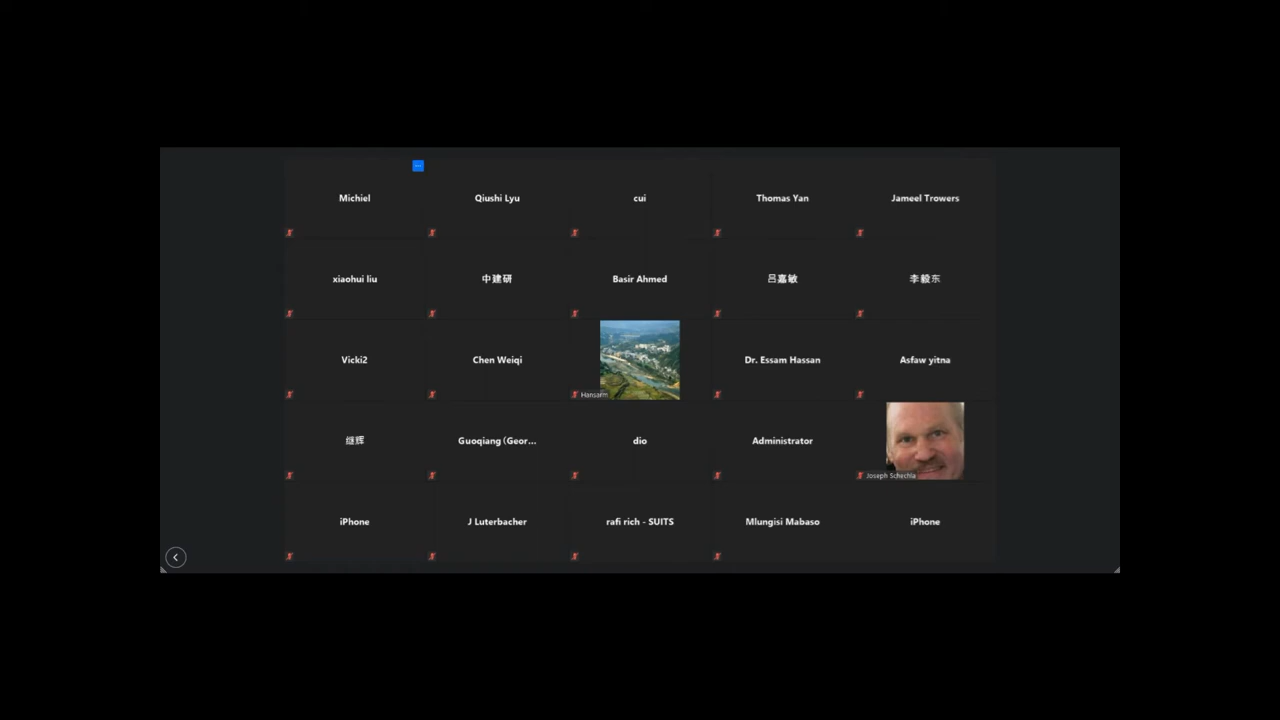 Michiel
Qiushi Lyu
cui
Thomas Yan
Jameel Trowers
xiaohui liu
中建研
Basir Ahmed
吕嘉敏
李毅东
Vicki2
Chen Weiqi
Hansarm
Dr. Essam Hassan
Asfaw yitna
继辉
Guoqiang (Geor...
dio
Administrator
Joseph Schechla
iPhone
J Luterbacher
rafi rich - SUITS
Mlungisi Mabaso
iPhone